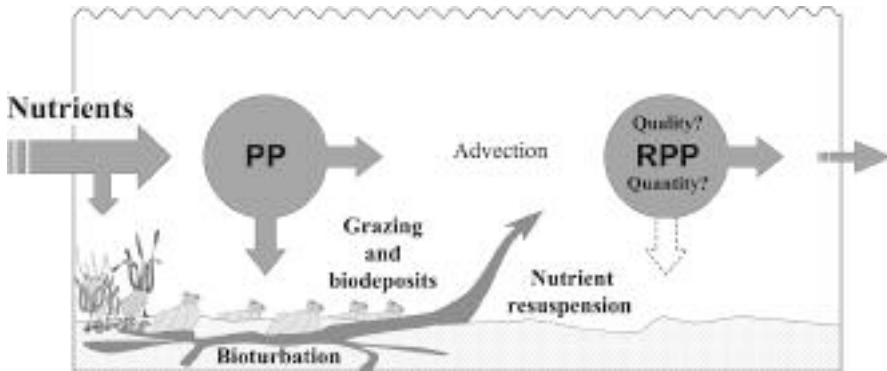 Nutrients
PP
Advection
Quality?
RPP
Quantity?
Grazing
and
biodeposits
Nutrient
resuspension
Bioturbation